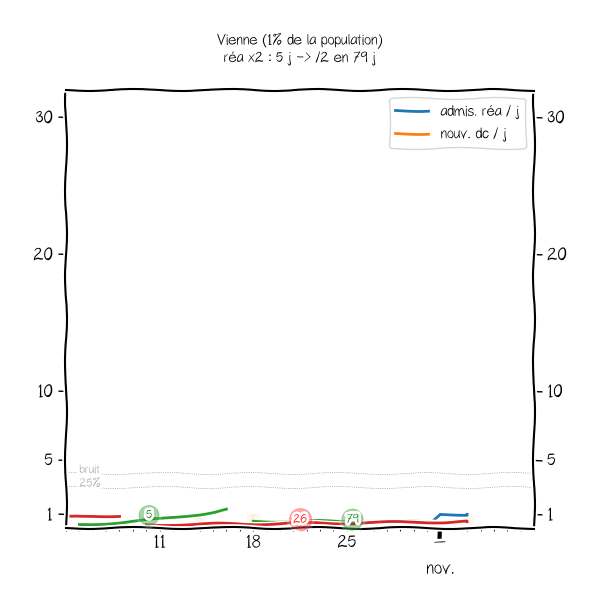 Vienne (1% de la population)
réa x2 : 5 j -> /2 en 79 j
admis. réa / j
nouv. dc / j
30 30
20 20
10 10
5 5
bruit
25%
1 5 26 79 1
11 18 25 1
nov.